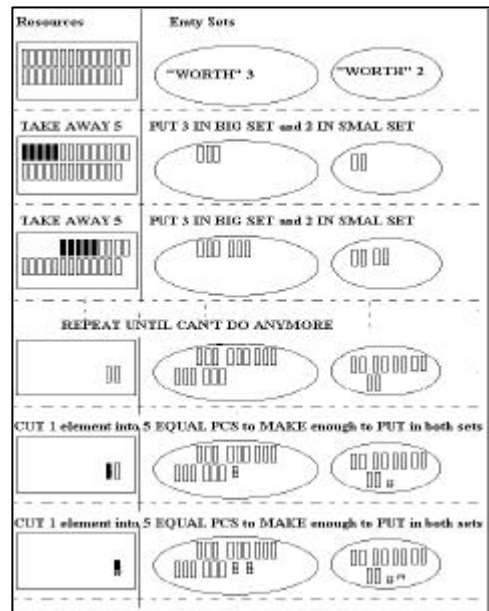 Resources Emty Sets
"WORTH" 3 "WORTH" 2
TAKE AWAY 5 PUT 3 IN BIG SET and 2 IN SMAL SET
TAKE AWAY 5 PUT 3 IN BIG SET and 2 IN SMAL SET
REPEAT UNTIL CAN'T DO ANYMORE
CUT 1 element into 5 EQUAL PCS to MAKE enough to PUT in both sets
CUT 1 element into 5 EQUAL PCS to MAKE enough to PUT in both sets